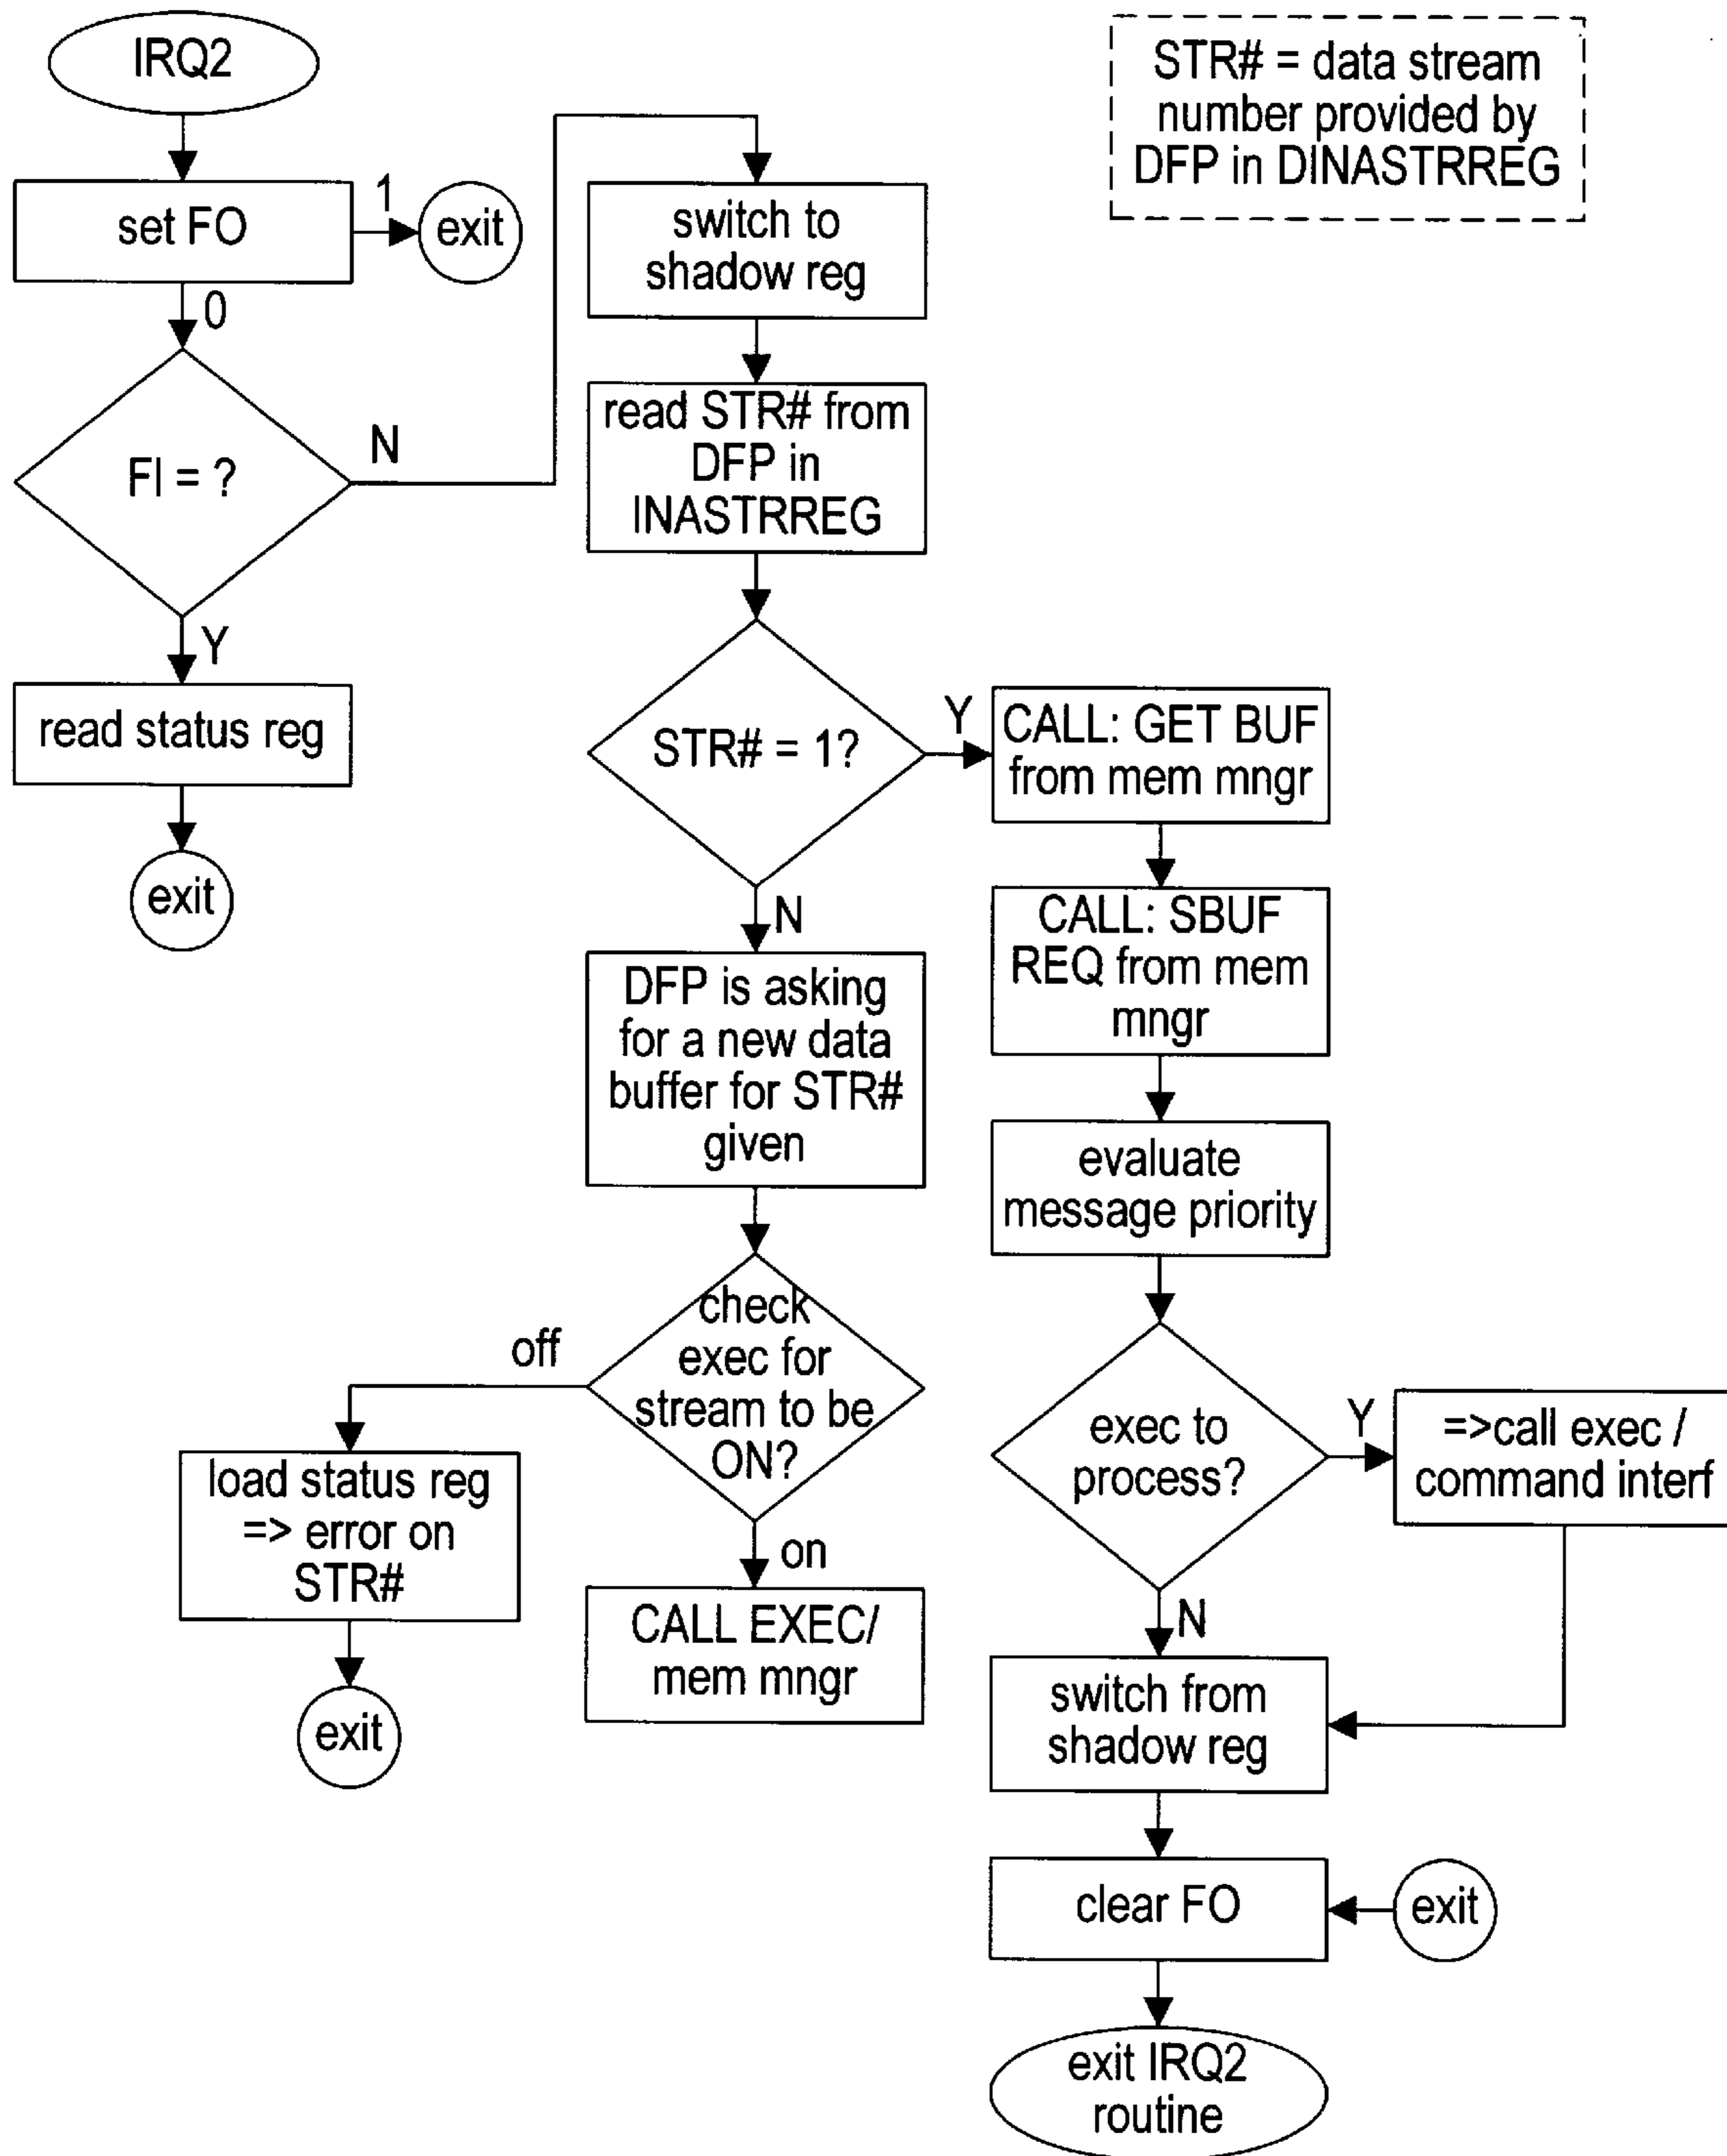 IRQ2
STR# = data stream
number provided by
DFP in DINASTRREG
set FO
1
exit
0
FI = ?
N
Y
read status reg
exit
switch to
shadow reg
read STR# from
DFP in
INASTRREG
STR# = 1?
Y
N
CALL: GET BUF
from mem mngr
CALL: SBUF
REQ from mem
mngr
evaluate
message priority
exec to
process?
Y
=>call exec /
command interf
N
switch from
shadow reg
clear FO
exit
exit IRQ2
routine
DFP is asking
for a new data
buffer for STR#
given
check
exec for
stream to be
ON?
off
load status reg
=> error on
STR#
exit
on
CALL EXEC/
mem mngr